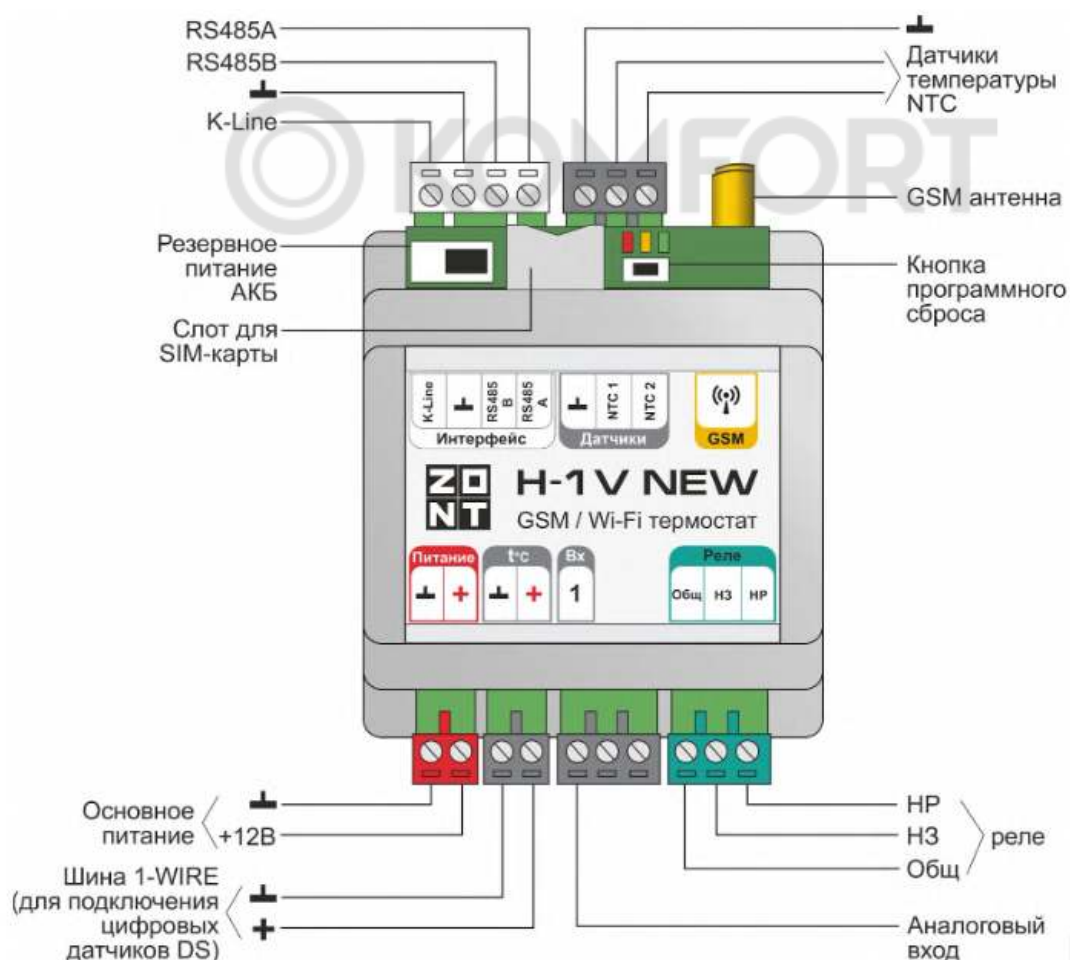 RS485A
RS485B
K-Line
Датчики
температуры
NTC
KOMFORT
GSM антенна
Резервное
питание
АКБ
Кнопка
программного
сброса
Слот для
SIM-карты
K-Line
RS485
B
RS485
A
Интерфейс
NTC 1
NTC 2
Датчики
GSM
ZONT
H-1V NEW
GSM / Wi-Fi термостат
Питание
+
t°C
+
Вх
1
Реле
Общ
НЗ
НР
Основное
питание
+12В
Шина 1-WIRE
(для подключения
цифровых
датчиков DS)
+
НР
НЗ
Общ
реле
Аналоговый
вход